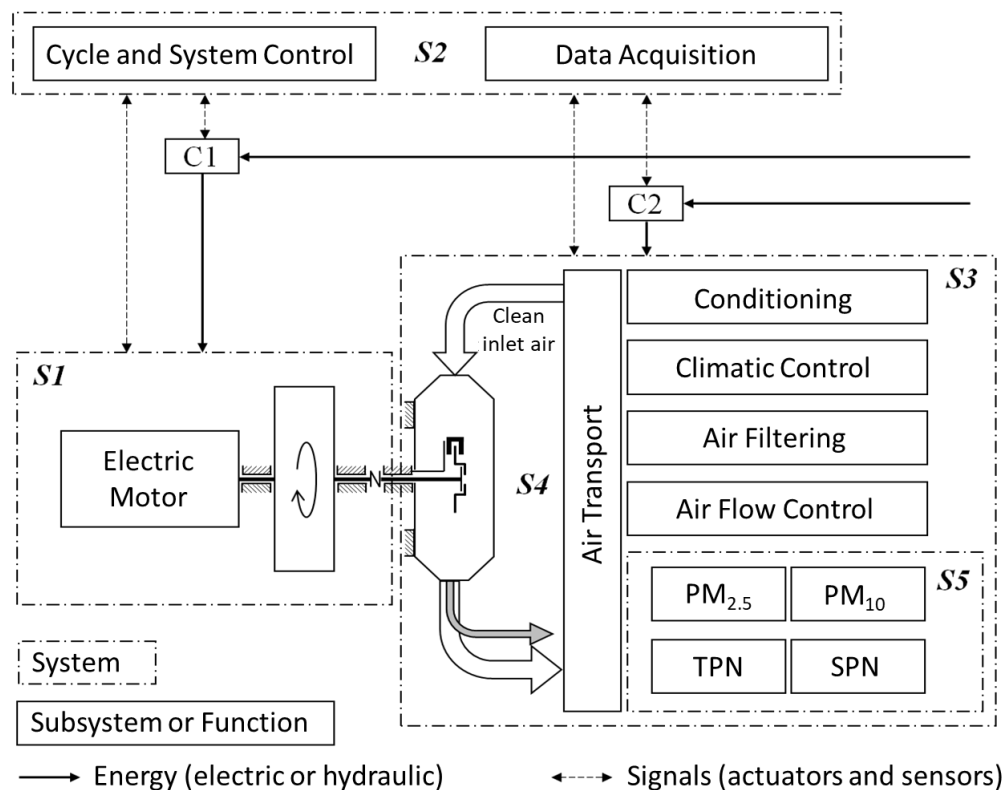 Cycle and System Control
S2
Data Acquisition
C1
C2
S3
Conditioning
Clean
inlet air
Climatic Control
S1
Air Filtering
Electric
Motor
S4
Air Transport
Air Flow Control
S5
PM2.5
PM10
TPN
SPN
System
Subsystem or Function
Energy (electric or hydraulic)
Signals (actuators and sensors)